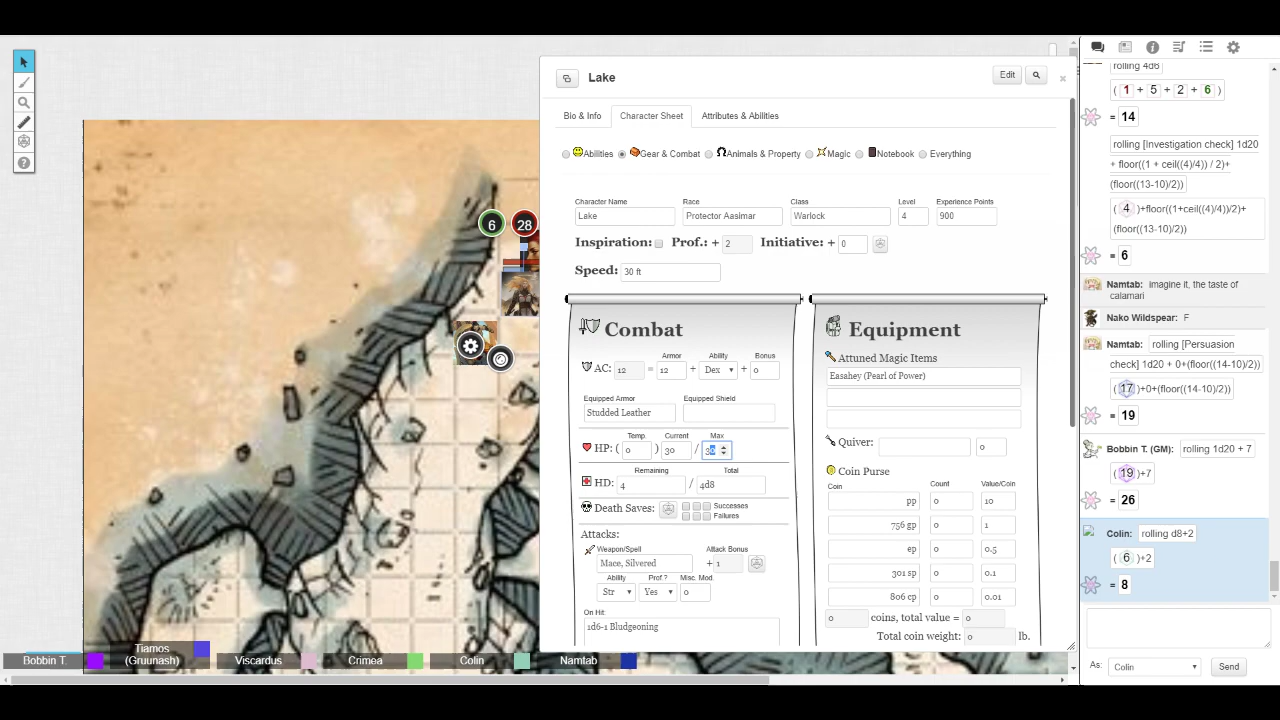 Lake
Edit
Bio & Info
Character Sheet
Attributes & Abilities
Abilities
Gear & Combat
Animals & Property
Magic
Notebook
Everything
Character Name
Race
Class
Level
Experience Points
Lake
Protector Aasimar
Warlock
4
900
Inspiration:
Prof.: + 2
Initiative: + 0
Speed: 30 ft
Combat
Armor
Ability
Bonus
AC: 12 = 12 + Dex + 0
Equipped Armor
Equipped Shield
Studded Leather
Temp
Current
Max
HP: ( 0 ) 30 / 30
Remaining
Total
HD: 4 / 4d8
Death Saves:
Successes
Failures
Attacks:
Weapon/Spell
Attack Bonus
Mace, Silvered
+ 1
Ability
Prof ?
Misc. Mod.
Str
Yes
0
On Hit:
1d6-1 Bludgeoning
Equipment
Attuned Magic Items
Easahey (Pearl of Power)
Quiver:
0
Coin Purse
Coin
Count
Value/Coin
pp 0 10
756 gp 0 1
ep 0 0.5
301 sp 0 0.1
806 cp 0 0.01
0 coins, total value = 0
Total coin weight: 0 lb.
6
28
Bobbin T.
Tiamos
(Gruunash)
Viscardus
Crimea
Colin
Namtab
rolling 4d6
( 1 + 5 + 2 + 6 )
= 14
rolling [Investigation check] 1d20
+ floor((1 + ceil((4)/4)) / 2)+
(floor((13-10)/2))
( 4 )+floor((1+ceil((4)/4))/2)+
(floor((13-10)/2))
= 6
Namtab: imagine it, the taste of
calamari
Nako Wildspear: F
Namtab: rolling [Persuasion
check] 1d20 + 0+(floor((14-10)/2))
( 17 )+0+(floor((14-10)/2))
= 19
Bobbin T. (GM): rolling 1d20 + 7
( 19 )+7
= 26
Colin: rolling d8+2
( 6 )+2
= 8
As: Colin
Send